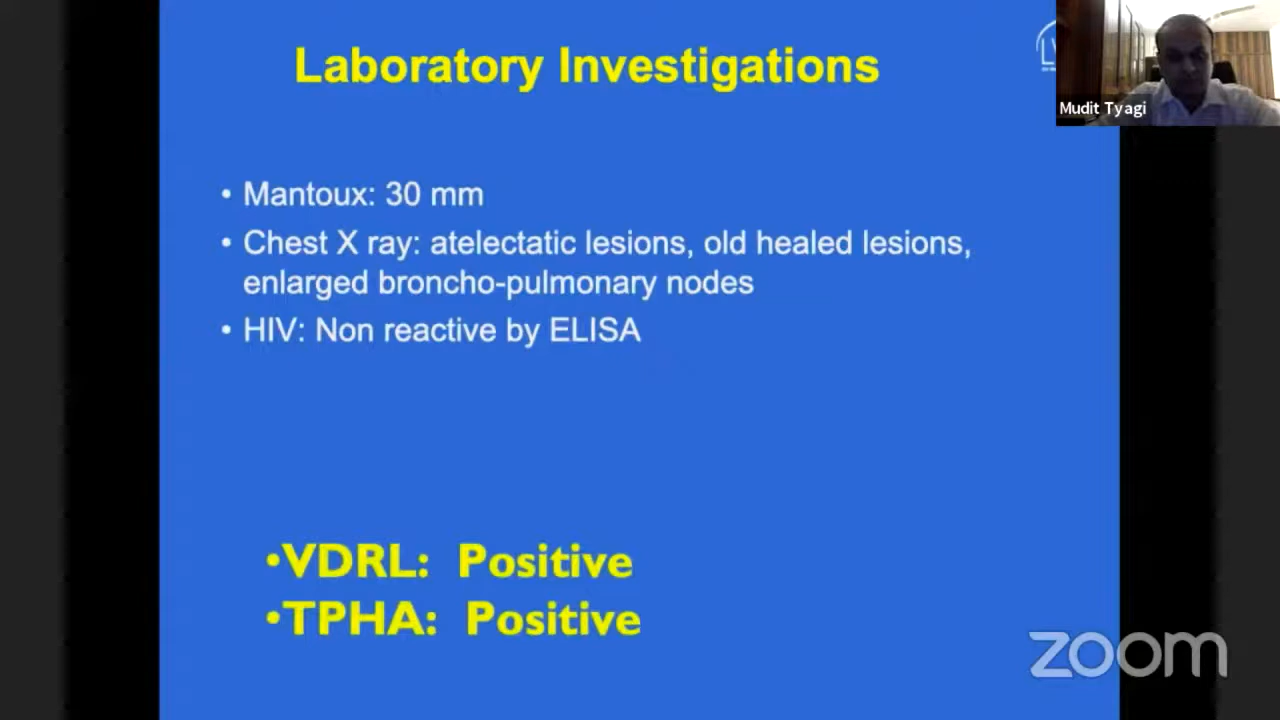 Laboratory Investigations
Mudit Tyagi
• Mantoux: 30 mm
• Chest X ray: atelectatic lesions, old healed lesions,
enlarged broncho-pulmonary nodes
• HIV: Non reactive by ELISA
•VDRL: Positive
•TPHA: Positive
zoom